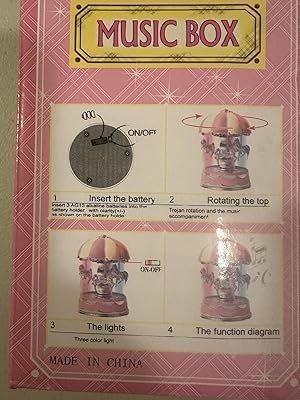 MUSIC BOX
ON/OFF
1 Insert the battery
Insert 3 AG13 alkaline batteries into the
battery holder, with clarity[+/-]
as shown on the battery holder
2 Rotating the top
Trojan rotation and the music
accompaniment
ON-OFF
3 The lights
Three color light
4 The function diagram
MADE IN CHINA